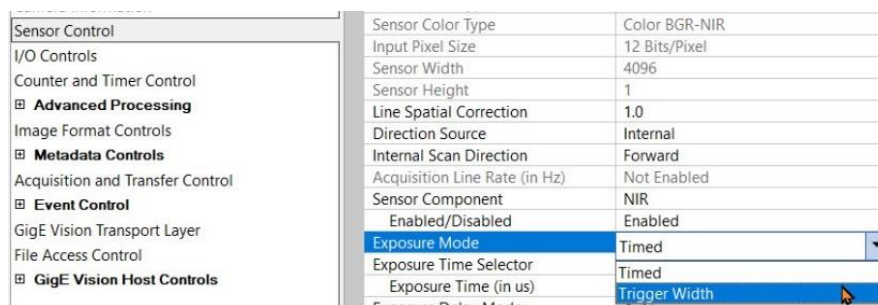 Sensor Control
I/O Controls
Counter and Timer Control
Advanced Processing
Image Format Controls
Metadata Controls
Acquisition and Transfer Control
Event Control
GigE Vision Transport Layer
File Access Control
GigE Vision Host Controls
Sensor Color Type Color BGR-NIR
Input Pixel Size 12 Bits/Pixel
Sensor Width 4096
Sensor Height 1
Line Spatial Correction 1.0
Direction Source Internal
Internal Scan Direction Forward
Acquisition Line Rate (in Hz) Not Enabled
Sensor Component NIR
Enabled/Disabled Enabled
Exposure Mode Timed
Exposure Time Selector Timed
Exposure Time (in us) Trigger Width